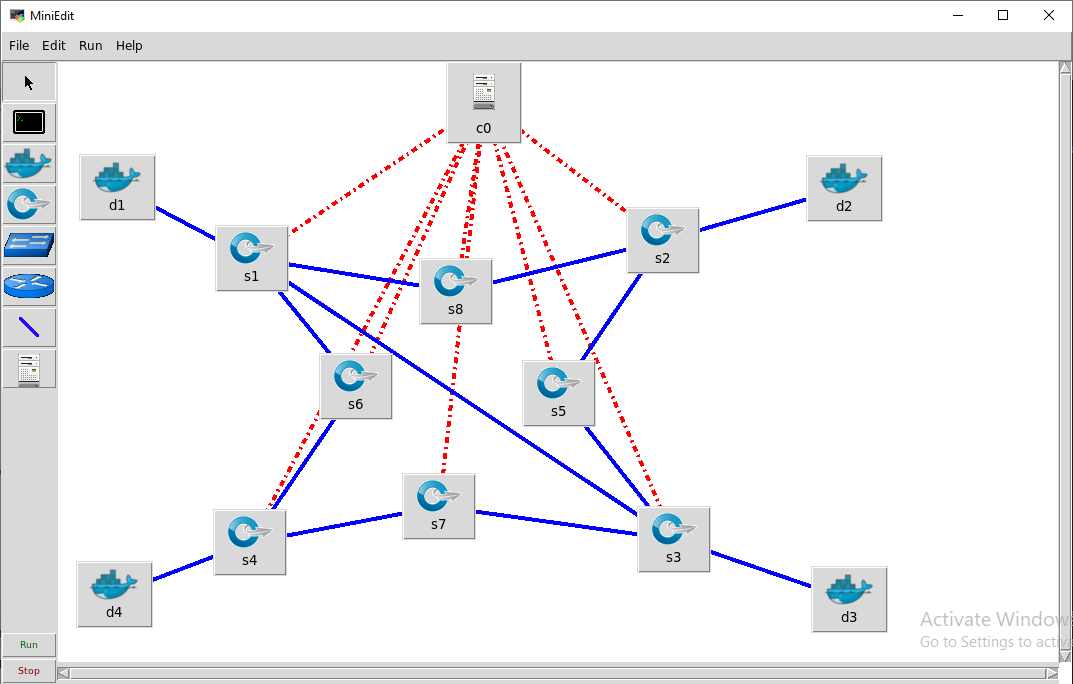 MiniEdit
File Edit Run Help
c0
d1
d2
s1
s2
s8
s6
s5
s7
s4
s3
d4
d3
Activate Window
Go to Settings to activa
Run
Stop